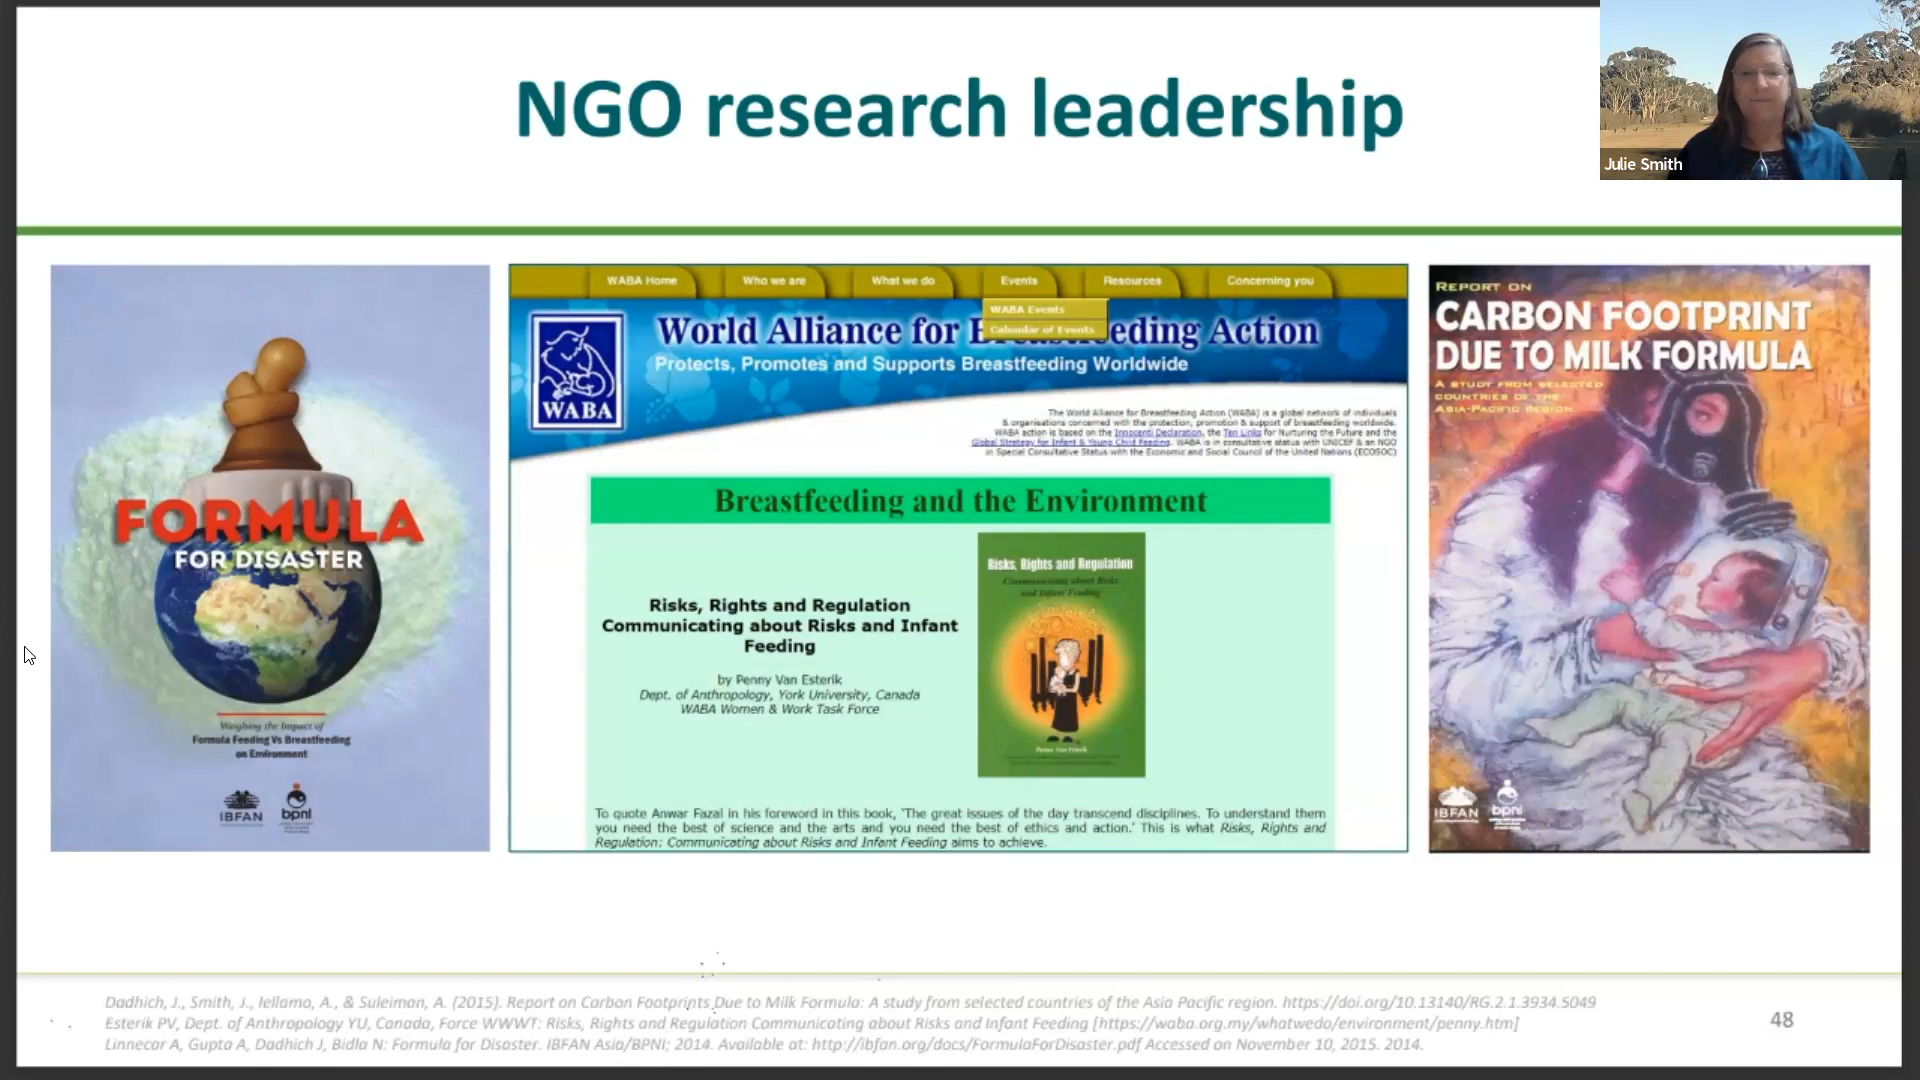 NGO research leadership
Julie Smith
FORMULA
FOR DISASTER
Weighing the Impact of
Formula Feeding Vs Breastfeeding
on Environment
IBFAN
bpni
WABA Home
Who we are
What we do
Events
Resources
Concerning you
WABA Events
Calendar of Events
World Alliance for B eding Action
Protects, Promotes and Supports Breastfeeding Worldwide
WABA
The World Alliance for Breastfeeding Action (WABA) is a global network of individuals
& organisations concerned with the protection, promotion & support of breastfeeding worldwide.
WABA action is based on the Innocenti Declaration, the Ten Links for Nurturing the Future and the
Global Strategy for Infant & Young Child Feeding. WABA is in consultative status with UNICEF & an NGO
in Special Consultative Status with the Economic and Social Council of the United Nations (ECOSOC)
Breastfeeding and the Environment
Risks, Rights and Regulation
Communicating about Risks and Infant
Feeding
by Penny Van Esterik
Dept. of Anthropology, York University, Canada
WABA Women & Work Task Force
Risks, Rights and Regulation
Communicating about Risks
and Infant Feeding
Penny Van Esterik
To quote Anwar Fazal in his foreword in this book, 'The great issues of the day transcend disciplines. To understand them
you need the best of science and the arts and you need the best of ethics and action.' This is what Risks, Rights and
Regulation: Communicating about Risks and Infant Feeding aims to achieve.
REPORT ON
CARBON FOOTPRINT
DUE TO MILK FORMULA
A STUDY FROM SELECTED
COUNTRIES OF THE
ASIA-PACIFIC REGION
IBFAN
bpni
Dadhich, J., Smith, J., Iellamo, A., & Suleiman, A. (2015). Report on Carbon Footprints Due to Milk Formula: A study from selected countries of the Asia Pacific region. https://doi.org/10.13140/RG.2.1.3934.5049
Esterik PV, Dept. of Anthropology YU, Canada, Force WWWT: Risks, Rights and Regulation Communicating about Risks and Infant Feeding [https://waba.org.my/whatwedo/environment/penny.htm]
Linnecar A, Gupta A, Dadhich J, Bidla N: Formula for Disaster. IBFAN Asia/BPNI; 2014. Available at: http://ibfan.org/docs/FormulaForDisaster.pdf Accessed on November 10, 2015. 2014.
48